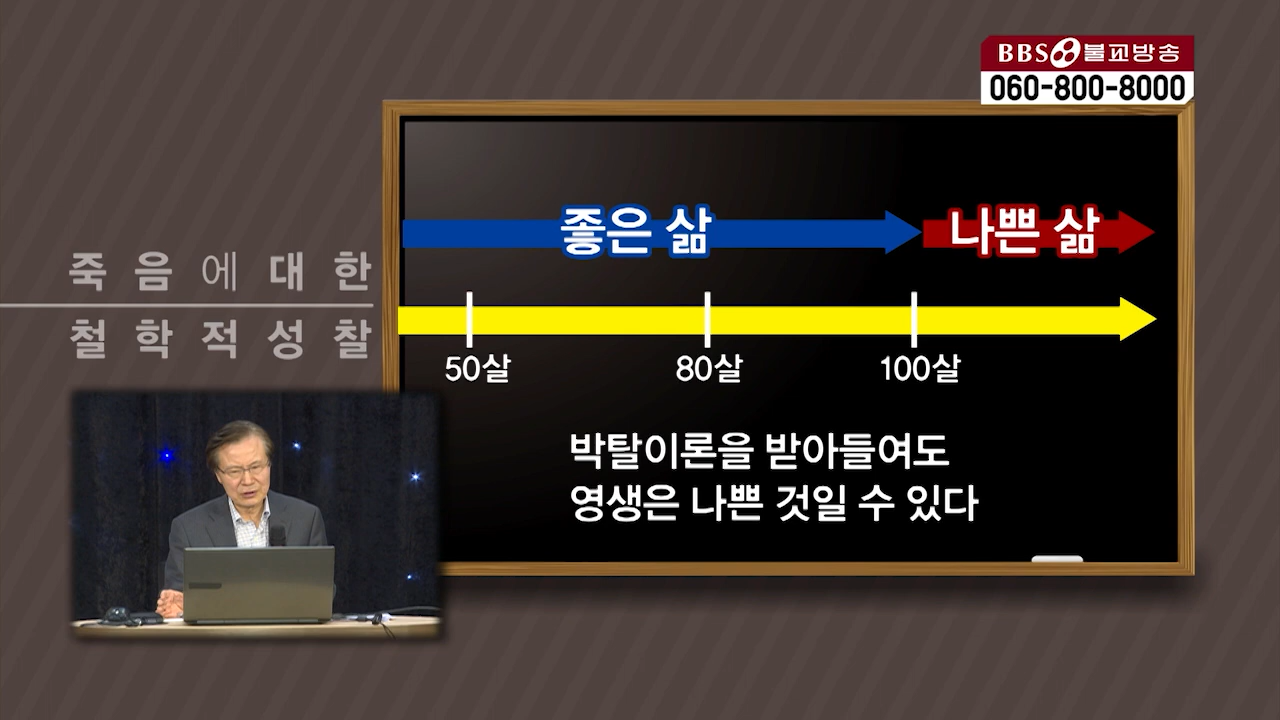 BBS 불교방송
060-800-8000
죽음에대한
철학적성찰
좋은 삶
나쁜 삶
50살
80살
100살
박탈이론을 받아들여도
영생은 나쁜 것일 수 있다